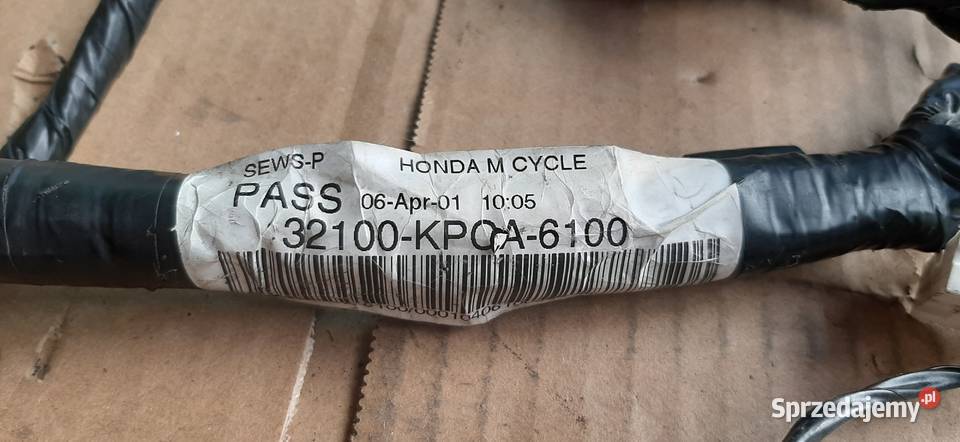 SEWS-P HONDA M CYCLE
PASS 06-Apr-01 10:05
32100-KPCA-6100
Sprzedajemy.pl